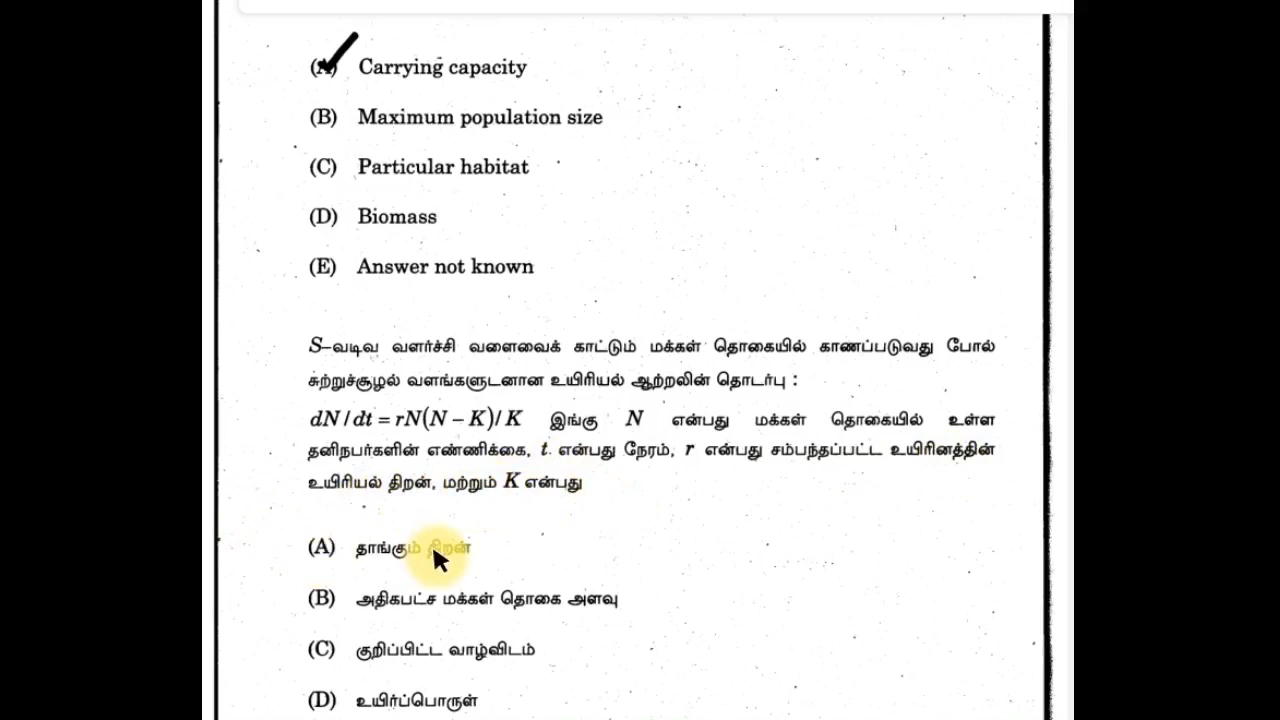 (A) Carrying capacity
(B) Maximum population size
(C) Particular habitat
(D) Biomass
(E) Answer not known
S–வடிவ வளர்ச்சி வளைவைக் காட்டும் மக்கள் தொகையில் காணப்படுவது போல்
சுற்றுச்சூழல் வளங்களுடனான உயிரியல் ஆற்றலின் தொடர்பு :
dN/dt = rN(N – K)/K இங்கு N என்பது மக்கள் தொகையில் உள்ள
தனிநபர்களின் எண்ணிக்கை, t என்பது நேரம், r என்பது சம்பந்தப்பட்ட உயிரினத்தின்
உயிரியல் திறன், மற்றும் K என்பது
(A) தாங்கும் திறன்
(B) அதிகபட்ச மக்கள் தொகை அளவு
(C) குறிப்பிட்ட வாழ்விடம்
(D) உயிர்ப்பொருள்